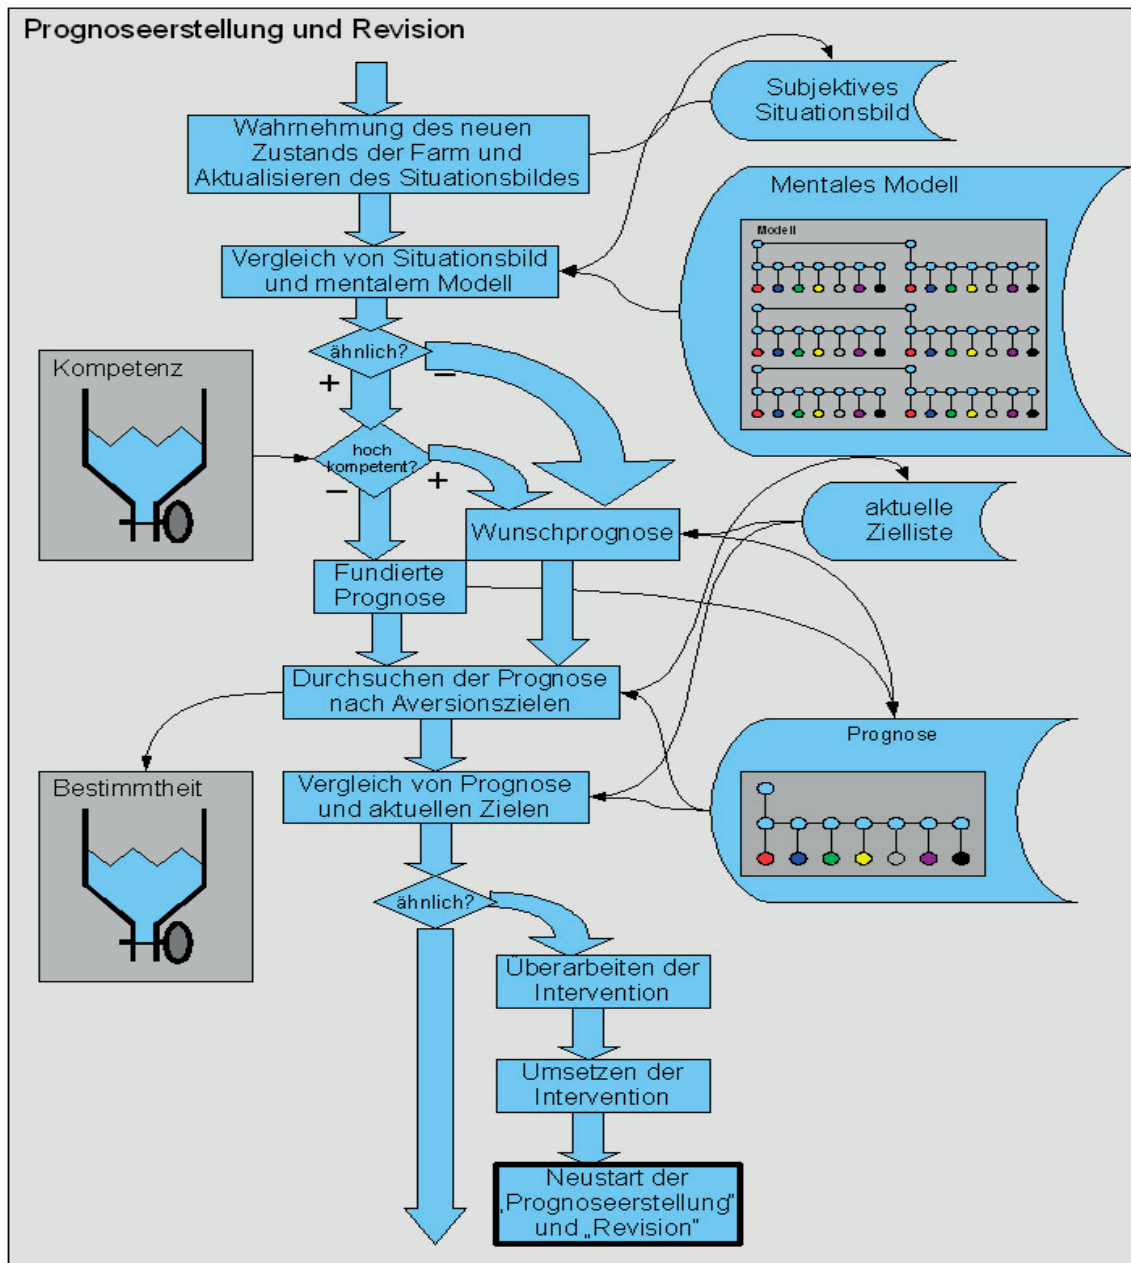 Prognoseerstellung und Revision
Subjektives
Situationsbild
Wahrnehmung des neuen
Zustands der Farm und
Aktualisieren des Situationsbildes
Mentales Modell
Modell
Vergleich von Situationsbild
und mentalem Modell
ähnlich?
+
–
Kompetenz
hoch
kompetent?
–
+
aktuelle
Zielliste
Wunschprognose
Fundierte
Prognose
Durchsuchen der Prognose
nach Aversionszielen
Prognose
Bestimmtheit
Vergleich von Prognose
und aktuellen Zielen
ähnlich?
Überarbeiten der
Intervention
Umsetzen der
Intervention
Neustart der
„Prognoseerstellung"
und „Revision"